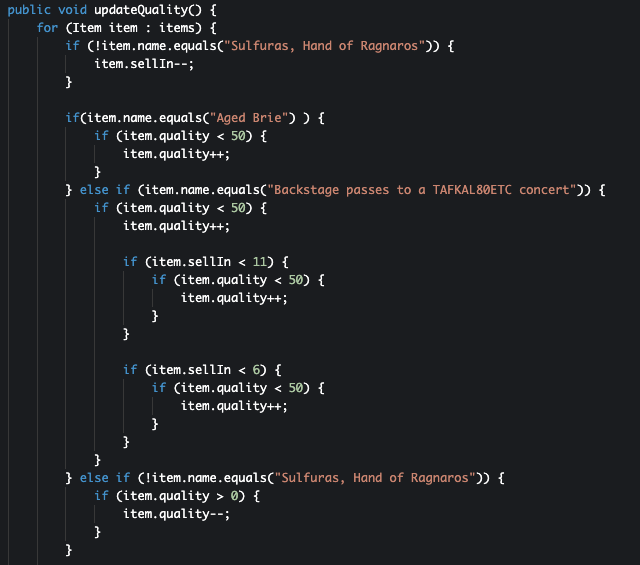 public void updateQuality() {
    for (Item item : items) {
        if (!item.name.equals("Sulfuras, Hand of Ragnaros")) {
            item.sellIn--;
        }

        if(item.name.equals("Aged Brie") ) {
            if (item.quality < 50) {
                item.quality++;
            }
        } else if (item.name.equals("Backstage passes to a TAFKAL80ETC concert")) {
            if (item.quality < 50) {
                item.quality++;

                if (item.sellIn < 11) {
                    if (item.quality < 50) {
                        item.quality++;
                    }
                }

                if (item.sellIn < 6) {
                    if (item.quality < 50) {
                        item.quality++;
                    }
                }
            }
        } else if (!item.name.equals("Sulfuras, Hand of Ragnaros")) {
            if (item.quality > 0) {
                item.quality--;
            }
        }